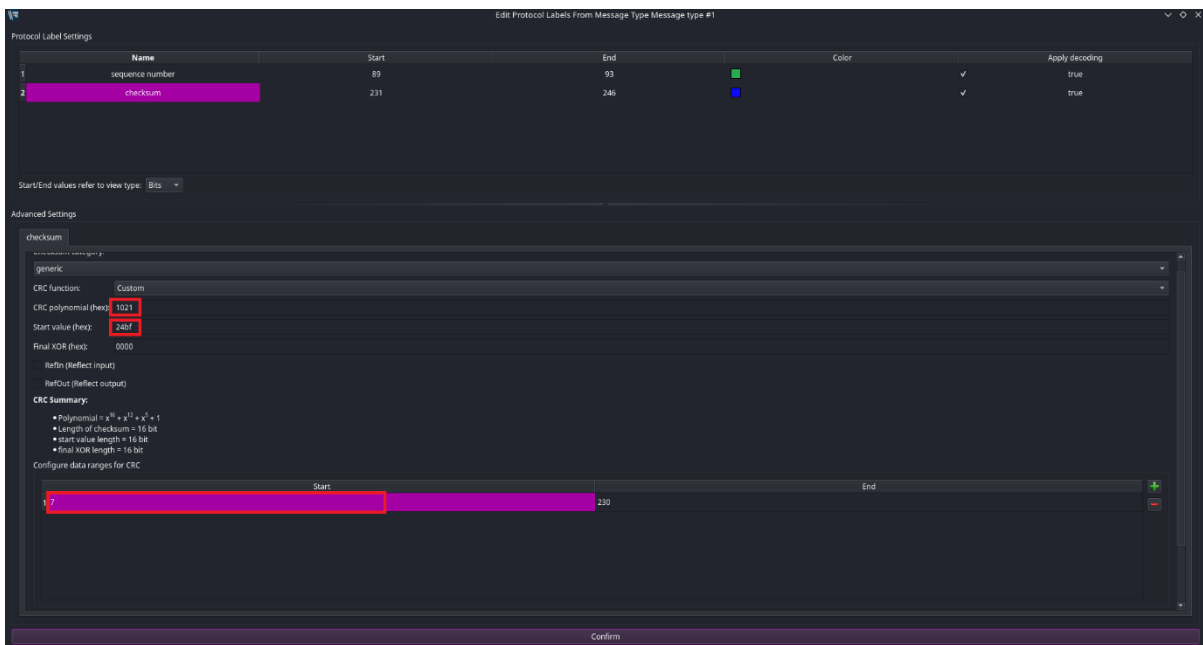 Edit Protocol Labels From Message Type Message type #1
Protocol Label Settings
Name Start End Color Apply decoding
1 sequence number 89 93 true
2 checksum 231 246 true
Start/End values refer to view type: Bits
Advanced Settings
checksum
generic
CRC function: Custom
CRC polynomial (hex): 1021
Start value (hex): 24bf
Final XOR (hex): 0000
RefIn (Reflect input)
RefOut (Reflect output)
CRC Summary:
• Polynomial = x¹⁶ + x¹² + x⁵ + 1
• Length of checksum = 16 bit
• start value length = 16 bit
• final XOR length = 16 bit
Configure data ranges for CRC
Start End
1 7 230
Confirm